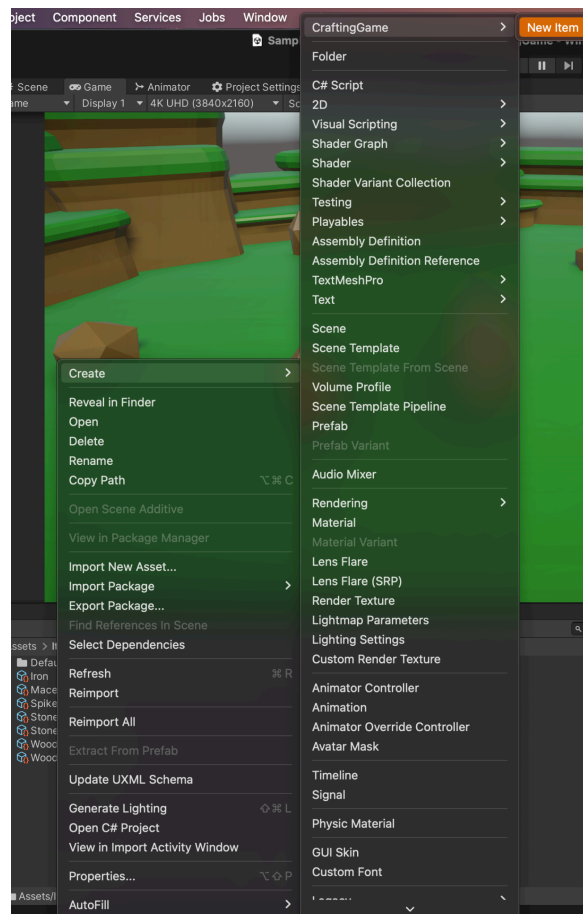 Component
Services
Jobs
Window
Samp
Scene
Game
Animator
Project Settings
Display 1
4K UHD (3840x2160)
Sc
CraftingGame
New Item
Folder
C# Script
2D
Visual Scripting
Shader Graph
Shader
Shader Variant Collection
Testing
Playables
Assembly Definition
Assembly Definition Reference
TextMeshPro
Text
Scene
Scene Template
Scene Template From Scene
Volume Profile
Scene Template Pipeline
Prefab
Prefab Variant
Audio Mixer
Rendering
Material
Material Variant
Lens Flare
Lens Flare (SRP)
Render Texture
Lightmap Parameters
Lighting Settings
Custom Render Texture
Animator Controller
Animation
Animator Override Controller
Avatar Mask
Timeline
Signal
Physic Material
GUI Skin
Custom Font
Create
Reveal in Finder
Open
Delete
Rename
Copy Path ⌥⌘C
Open Scene Additive
View in Package Manager
Import New Asset...
Import Package
Export Package...
Find References In Scene
Select Dependencies
Refresh ⌘R
Reimport
Reimport All
Extract From Prefab
Update UXML Schema
Generate Lighting ⇧⌘L
Open C# Project
View in Import Activity Window
Properties... ⌥⇧P
AutoFill
ssets > It
Defau
Iron
Mace
Spike
Stone
Stone
Wood
Wood
Assets/I